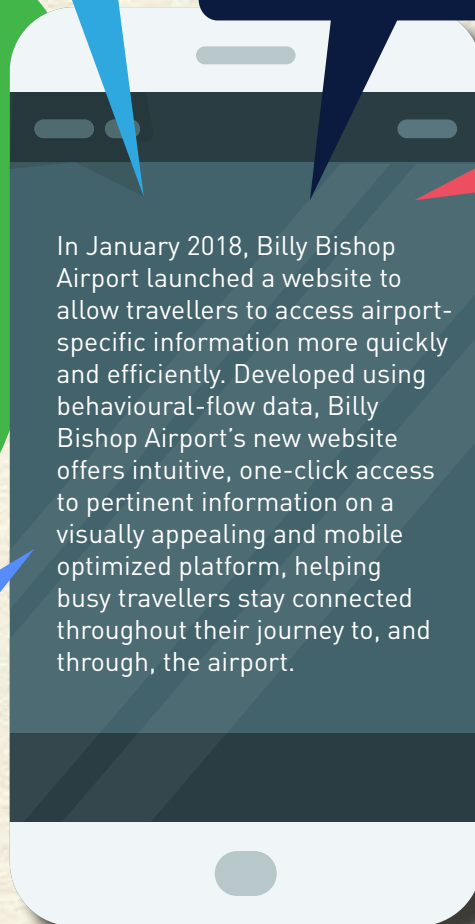 In January 2018, Billy Bishop
Airport launched a website to
allow travellers to access airport-
specific information more quickly
and efficiently. Developed using
behavioural-flow data, Billy
Bishop Airport’s new website
offers intuitive, one-click access
to pertinent information on a
visually appealing and mobile
optimized platform, helping
busy travellers stay connected
throughout their journey to, and
through, the airport.